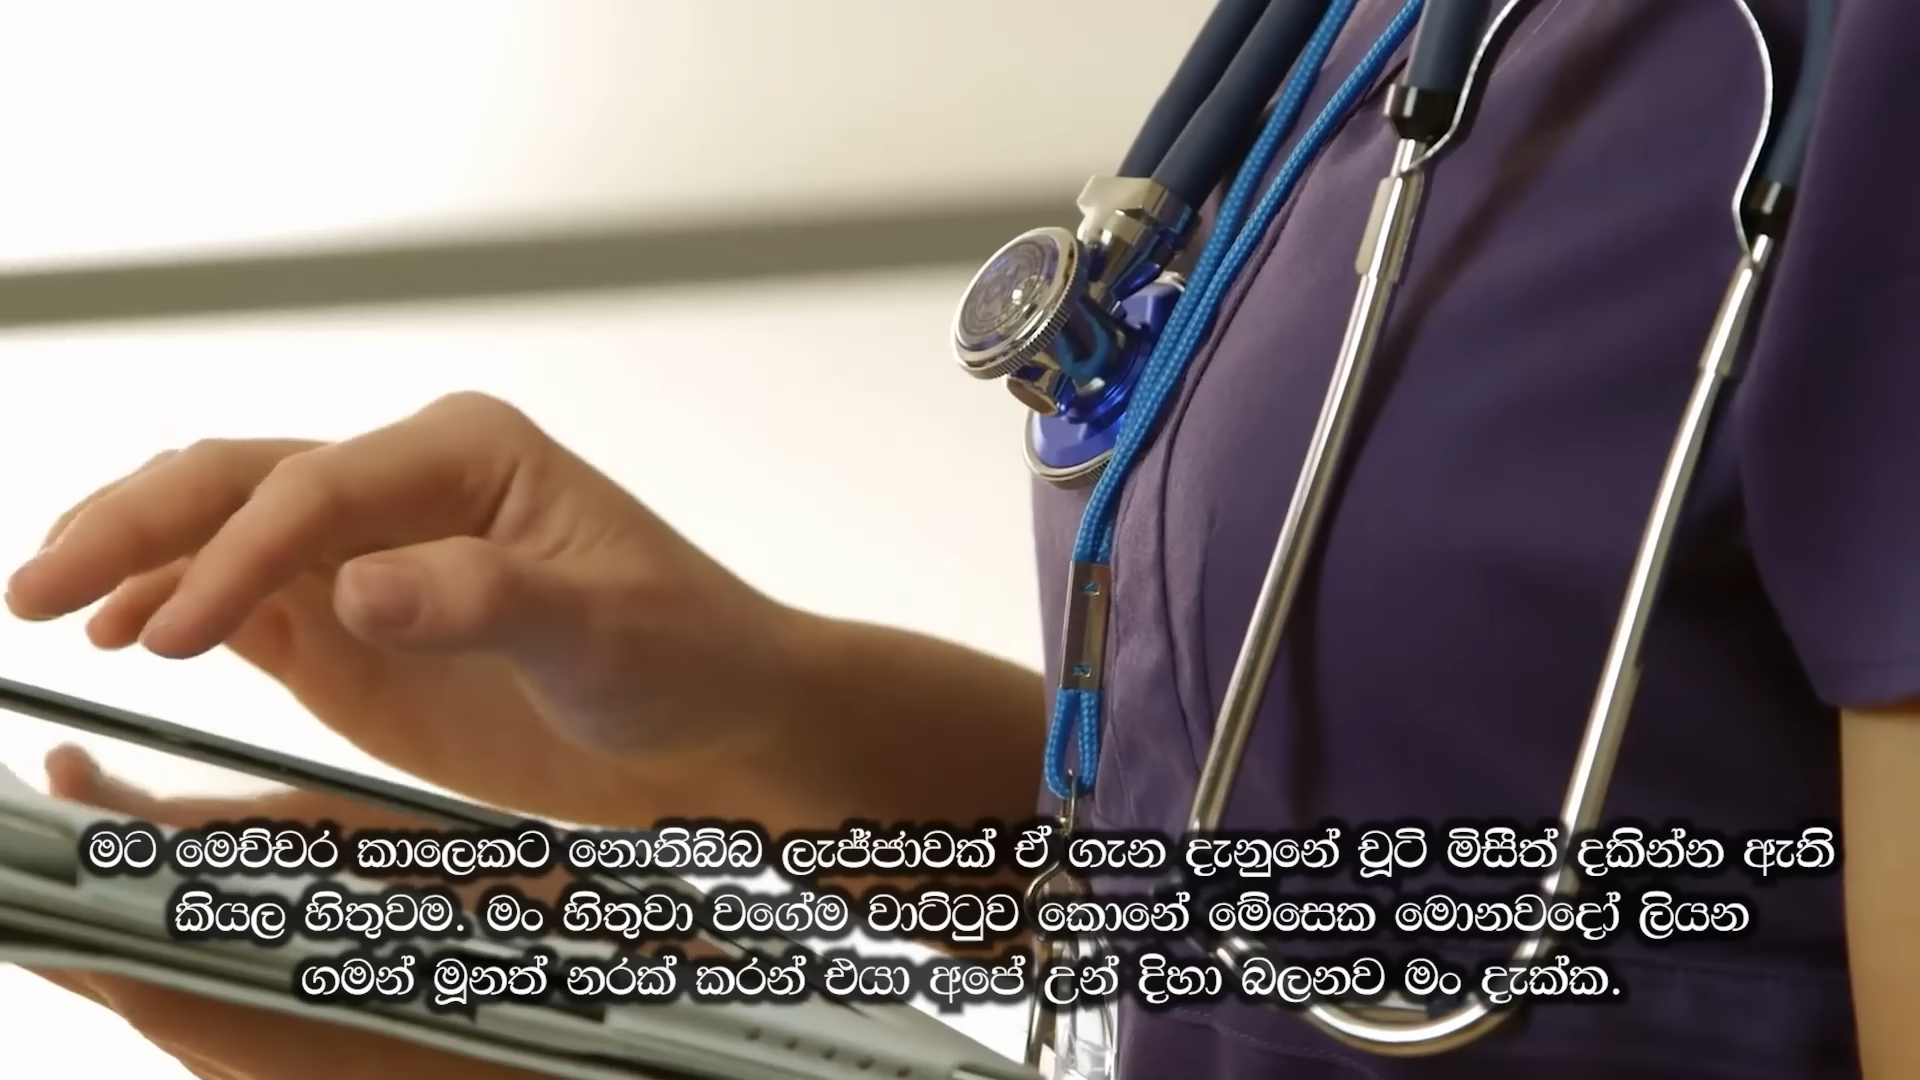 මට මෙච්චර කාලෙකට නොතිබ්බ ලැජ්ජාවක් ඒ ගැන දැනුනේ චූටි මිසීත් දකින්න ඇති
කියල හිතුවම. මං හිතුවා වගේම වාට්ටුව කොනේ මේසෙක මොනවදෝ ලියන
ගමන් මූනත් නරක් කරන් එයා අපේ උන් දිහා බලනව මං දැක්ක.